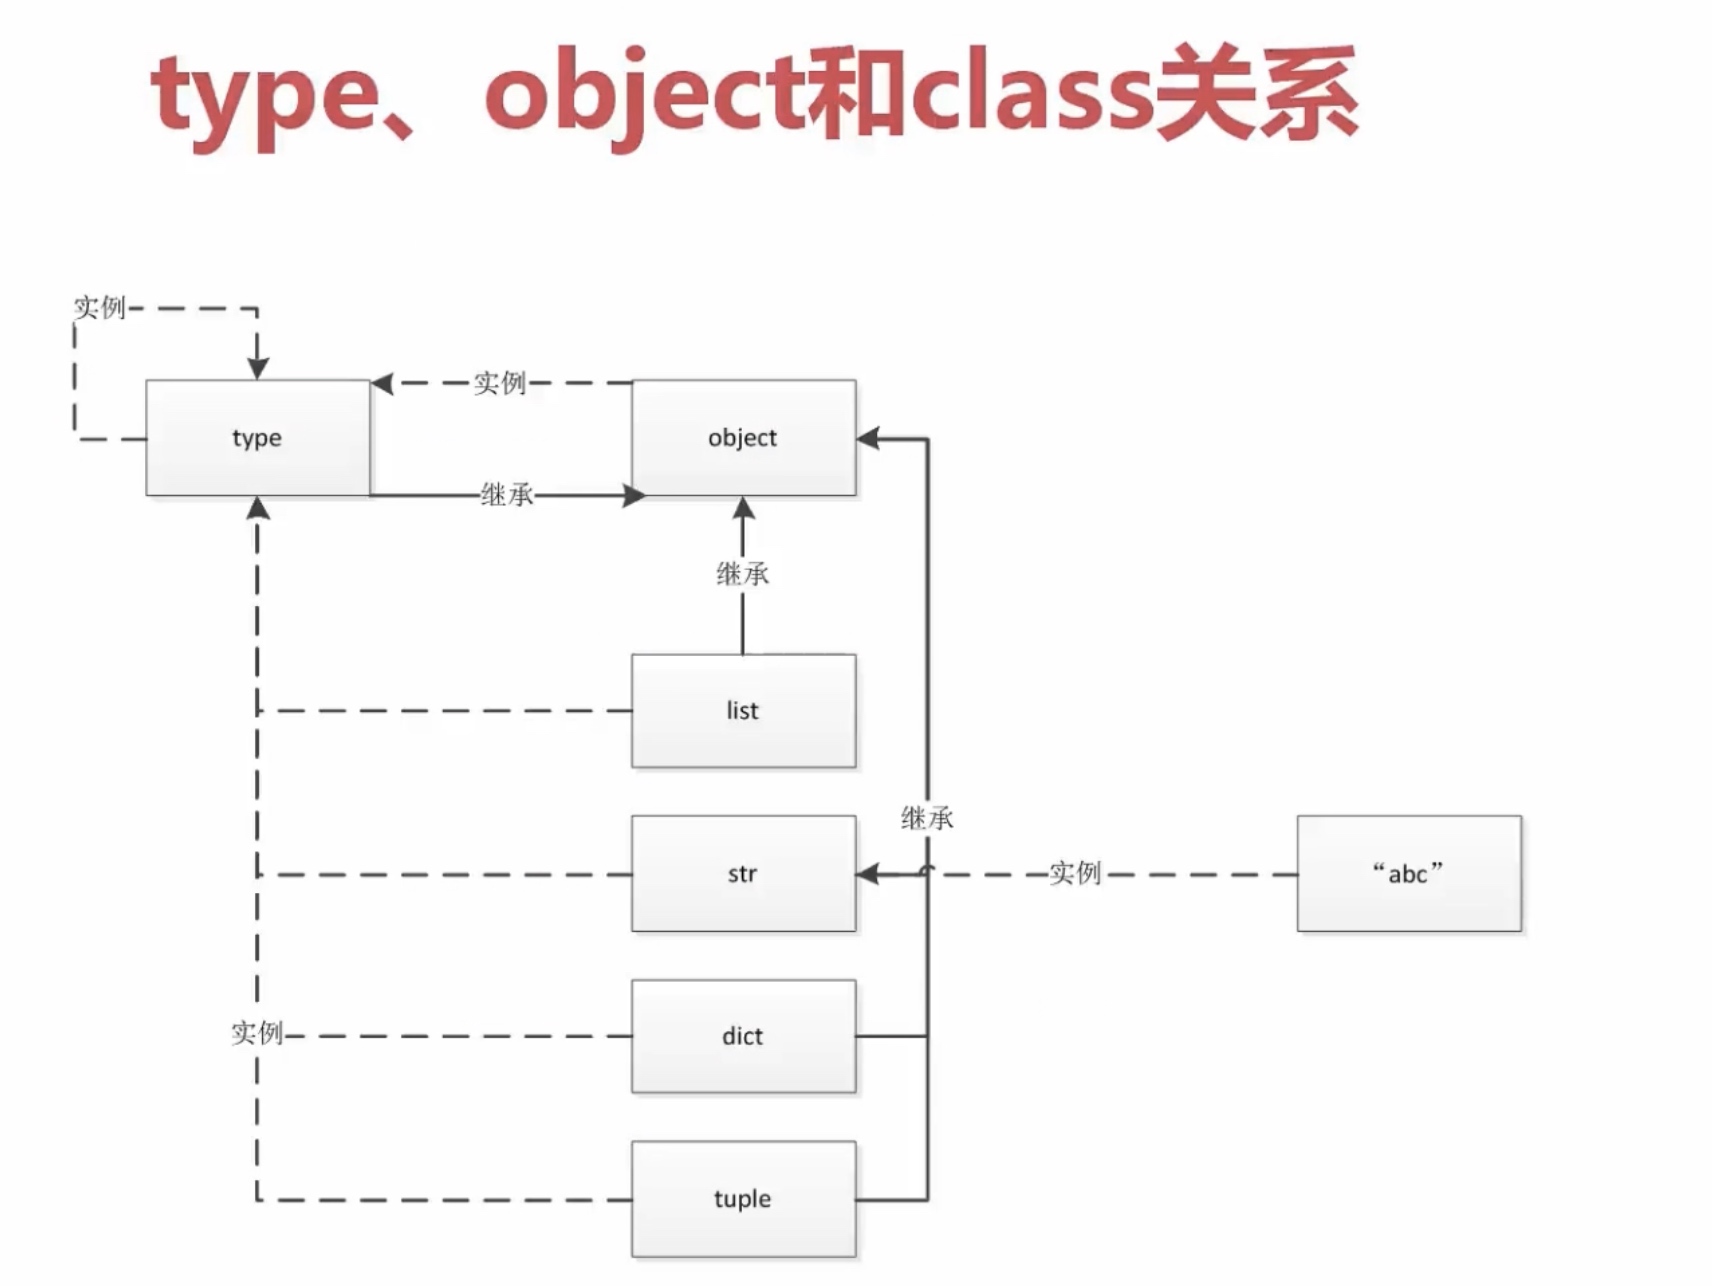 type、object和class关系
实例
实例
type
object
继承
继承
list
继承
str
实例
“abc”
实例
dict
tuple